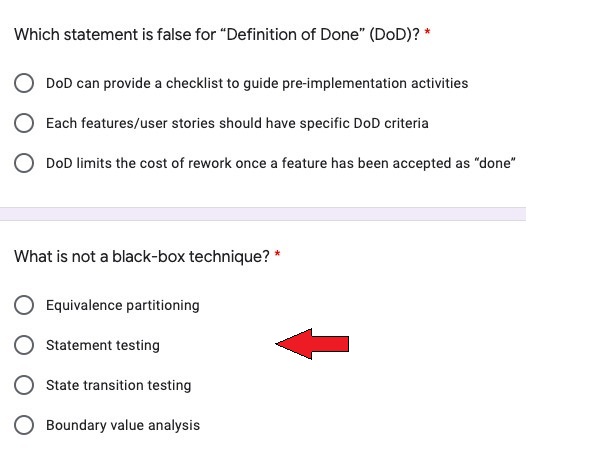 Which statement is false for “Definition of Done” (DoD)? *
DoD can provide a checklist to guide pre-implementation activities
Each features/user stories should have specific DoD criteria
DoD limits the cost of rework once a feature has been accepted as “done”
What is not a black-box technique? *
Equivalence partitioning
Statement testing
State transition testing
Boundary value analysis